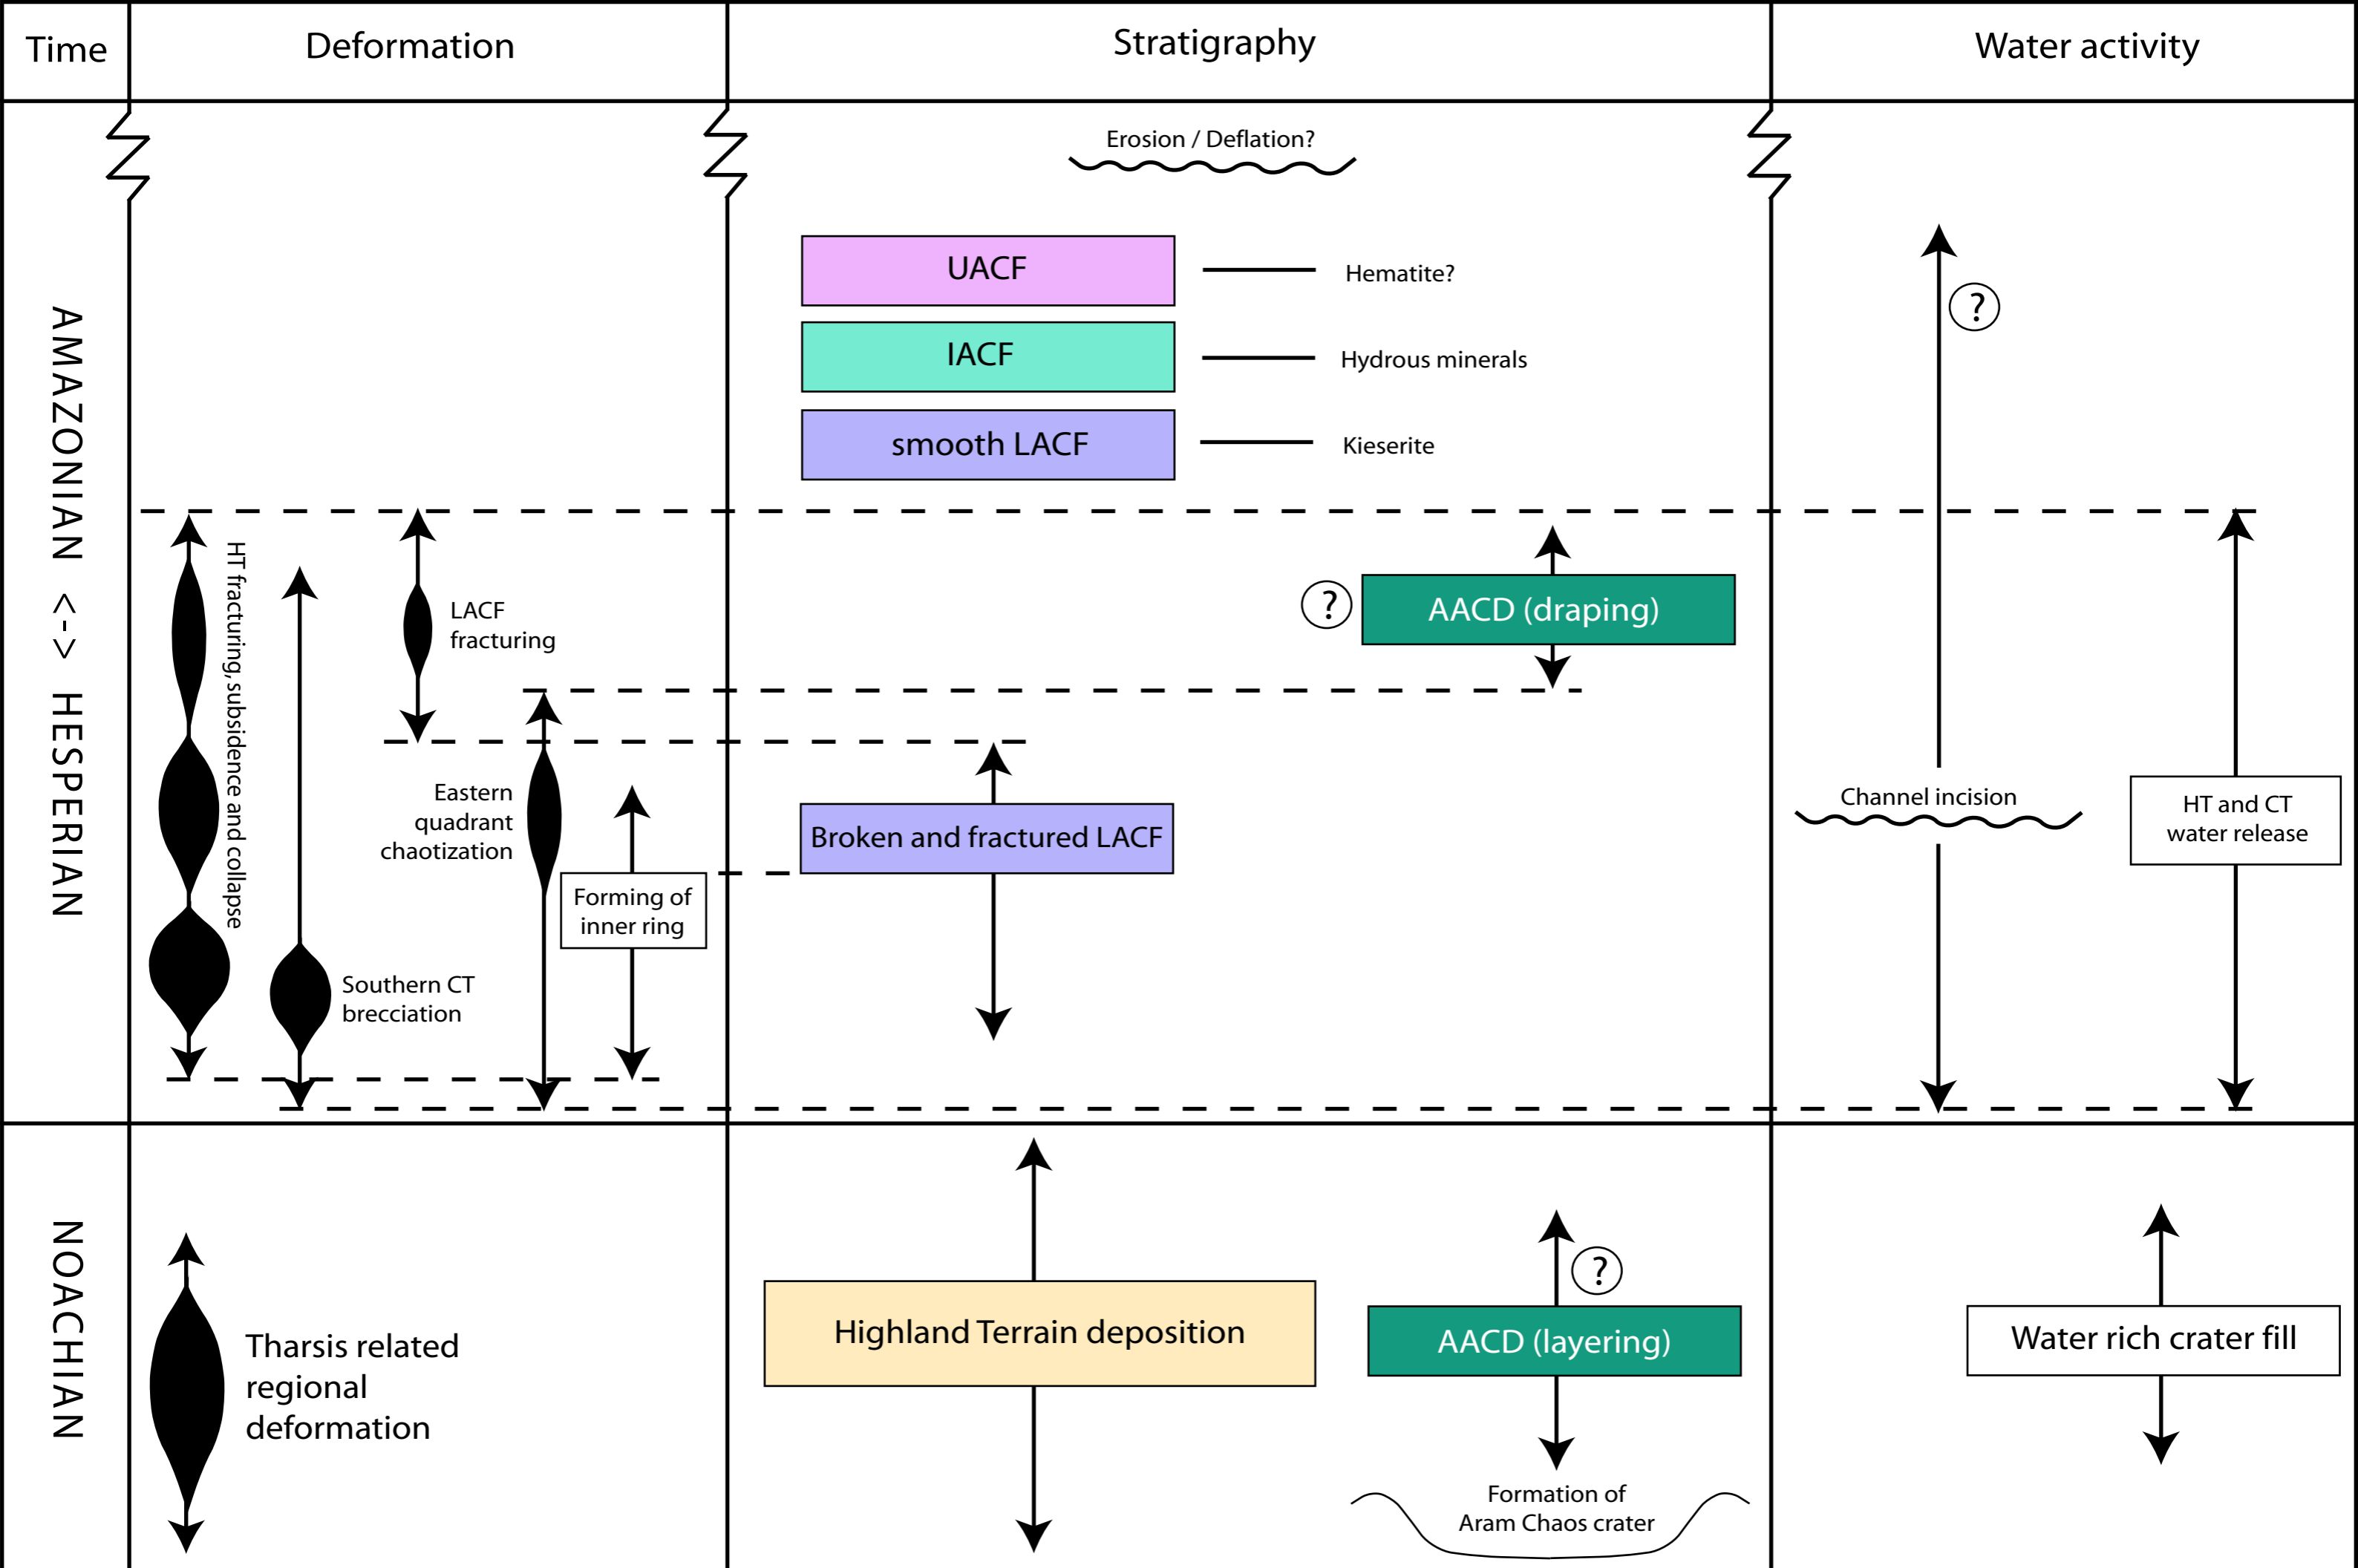 Time
Deformation
Stratigraphy
Water activity
AMAZONIAN <-> HESPERIAN
Erosion / Deflation?
UACF
Hematite?
IACF
Hydrous minerals
smooth LACF
Kieserite
?
HT fracturing, subsidence and collapse
LACF
fracturing
?
AACD (draping)
Eastern
quadrant
chaotization
Forming of
inner ring
Broken and fractured LACF
Channel incision
HT and CT
water release
Southern CT
brecciation
NOACHIAN
Tharsis related
regional
deformation
Highland Terrain deposition
?
AACD (layering)
Formation of
Aram Chaos crater
Water rich crater fill